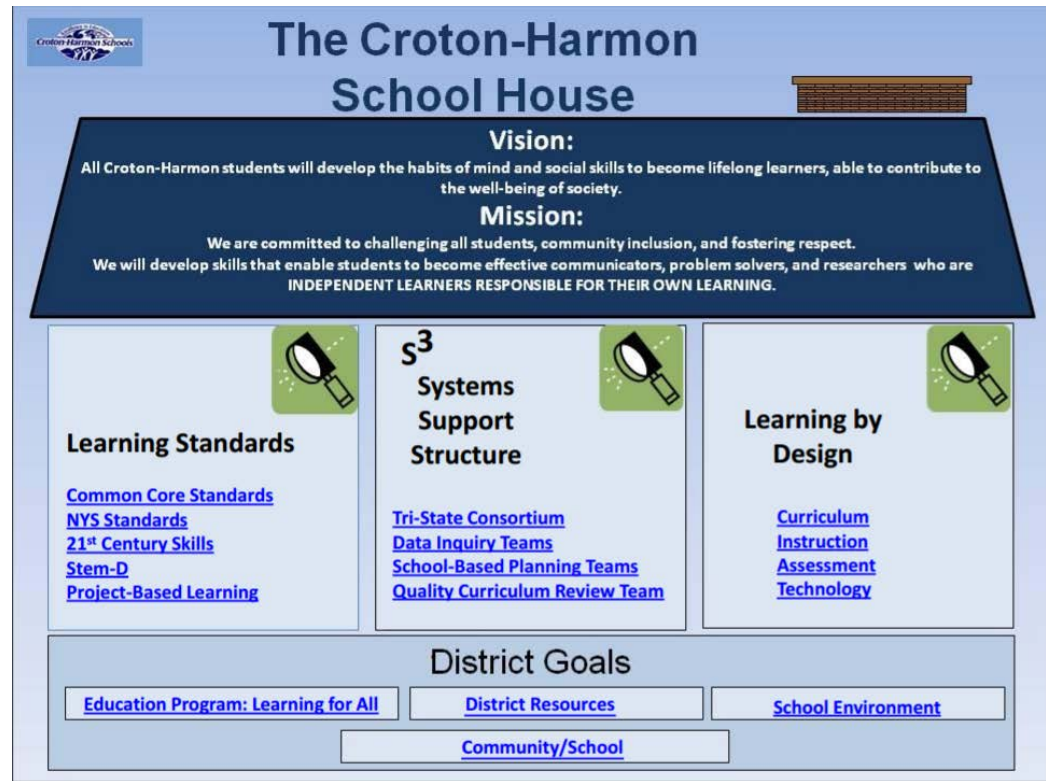 Croton-Harmon Schools
The Croton-Harmon
School House
Vision:
All Croton-Harmon students will develop the habits of mind and social skills to become lifelong learners, able to contribute to
the well-being of society.
Mission:
We are committed to challenging all students, community inclusion, and fostering respect.
We will develop skills that enable students to become effective communicators, problem solvers, and researchers who are
INDEPENDENT LEARNERS RESPONSIBLE FOR THEIR OWN LEARNING.
Learning Standards
Common Core Standards
NYS Standards
21st Century Skills
Stem-D
Project-Based Learning
S3
Systems
Support
Structure
Tri-State Consortium
Data Inquiry Teams
School-Based Planning Teams
Quality Curriculum Review Team
Learning by
Design
Curriculum
Instruction
Assessment
Technology
District Goals
Education Program: Learning for All
District Resources
School Environment
Community/School